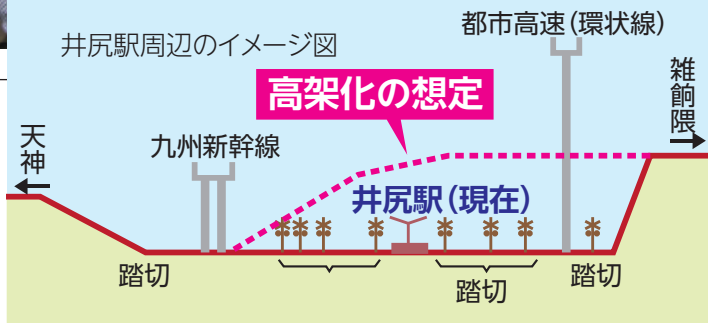 井尻駅周辺のイメージ図
都市高速(環状線)
高架化の想定
雑餉隈
天神
九州新幹線
井尻駅(現在)
踏切
踏切
踏切